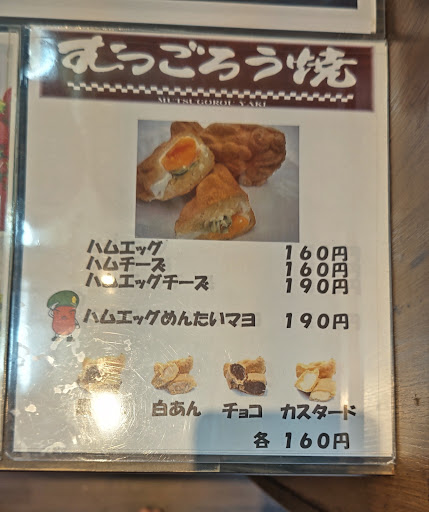 むつごろう焼
MUTSUGOROU YAKI
ハムエッグ 160円
ハムチーズ 160円
ハムエッグチーズ 190円
ハムエッグめんたいマヨ 190円
白あん チョコ カスタード
各 160円